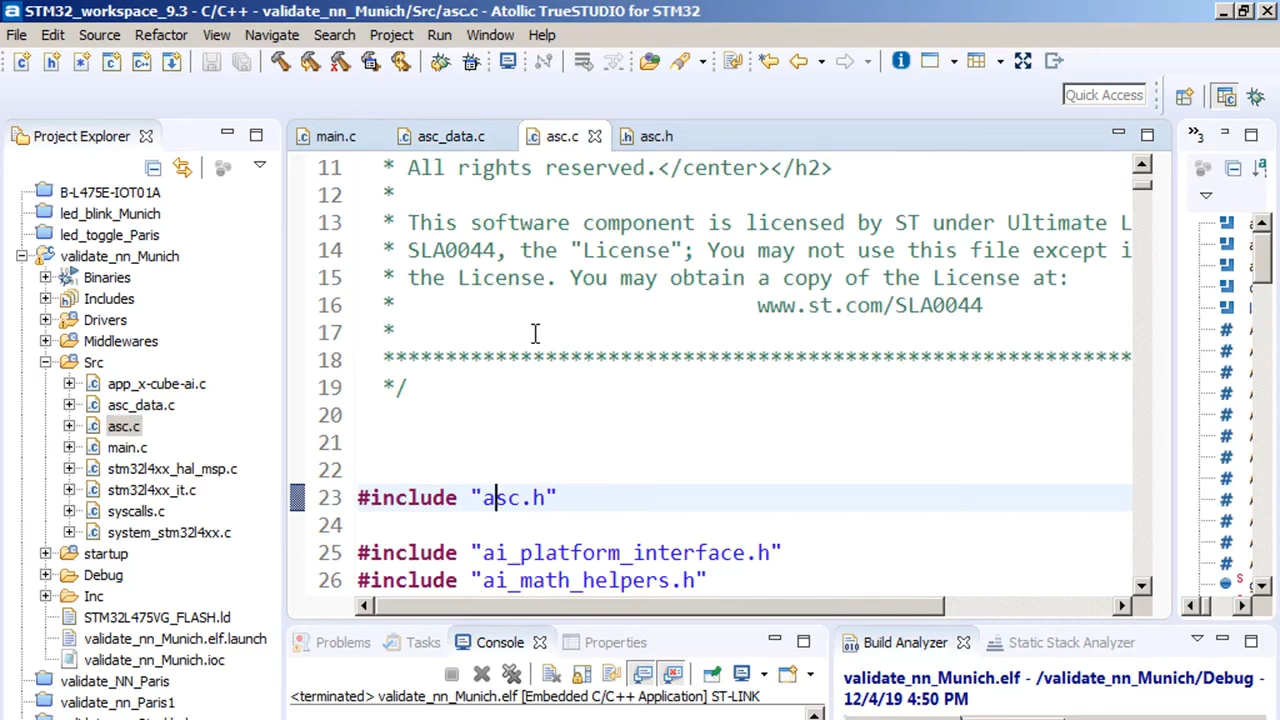 STM32_workspace_9.3 - C/C++ - validate_nn_Munich/Src/asc.c - Atollic TrueSTUDIO for STM32
File Edit Source Refactor View Navigate Search Project Run Window Help
Quick Access
Project Explorer
B-L475E-IOT01A
led_blink_Munich
led_toggle_Paris
validate_nn_Munich
Binaries
Includes
Drivers
Middlewares
Src
app_x-cube-ai.c
asc_data.c
asc.c
main.c
stm32l4xx_hal_msp.c
stm32l4xx_it.c
syscalls.c
system_stm32l4xx.c
startup
Debug
Inc
STM32L475VG_FLASH.ld
validate_nn_Munich.elf.launch
validate_nn_Munich.ioc
validate_NN_Paris
validate_nn_Paris1
main.c asc_data.c asc.c asc.h
11 * All rights reserved.</center></h2>
12 *
13 * This software component is licensed by ST under Ultimate L
14 * SLA0044, the "License"; You may not use this file except i
15 * the License. You may obtain a copy of the License at:
16 * www.st.com/SLA0044
17 *
18 ************************************************************
19 */
20
21
22
23 #include "asc.h"
24
25 #include "ai_platform_interface.h"
26 #include "ai_math_helpers.h"
Problems Tasks Console Properties
<terminated> validate_nn_Munich.elf [Embedded C/C++ Application] ST-LINK
Build Analyzer Static Stack Analyzer
validate_nn_Munich.elf - /validate_nn_Munich/Debug -
12/4/19 4:50 PM